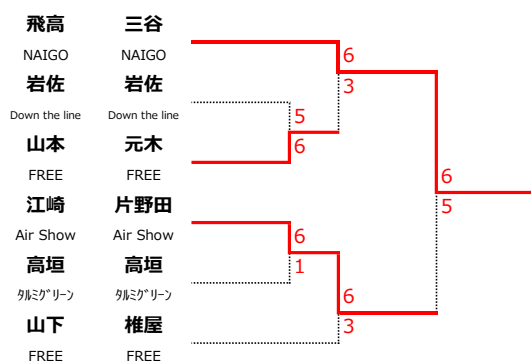 飛高 三谷
NAIGO NAIGO
6
岩佐 岩佐
3
Down the line Down the line
5
山本 元木
6
FREE FREE
6
江崎 片野田
5
Air Show Air Show
6
高垣 高垣
1
ﾀﾙﾐｸﾞﾘｰﾝ ﾀﾙﾐｸﾞﾘｰﾝ
6
山下 椎屋
3
FREE FREE